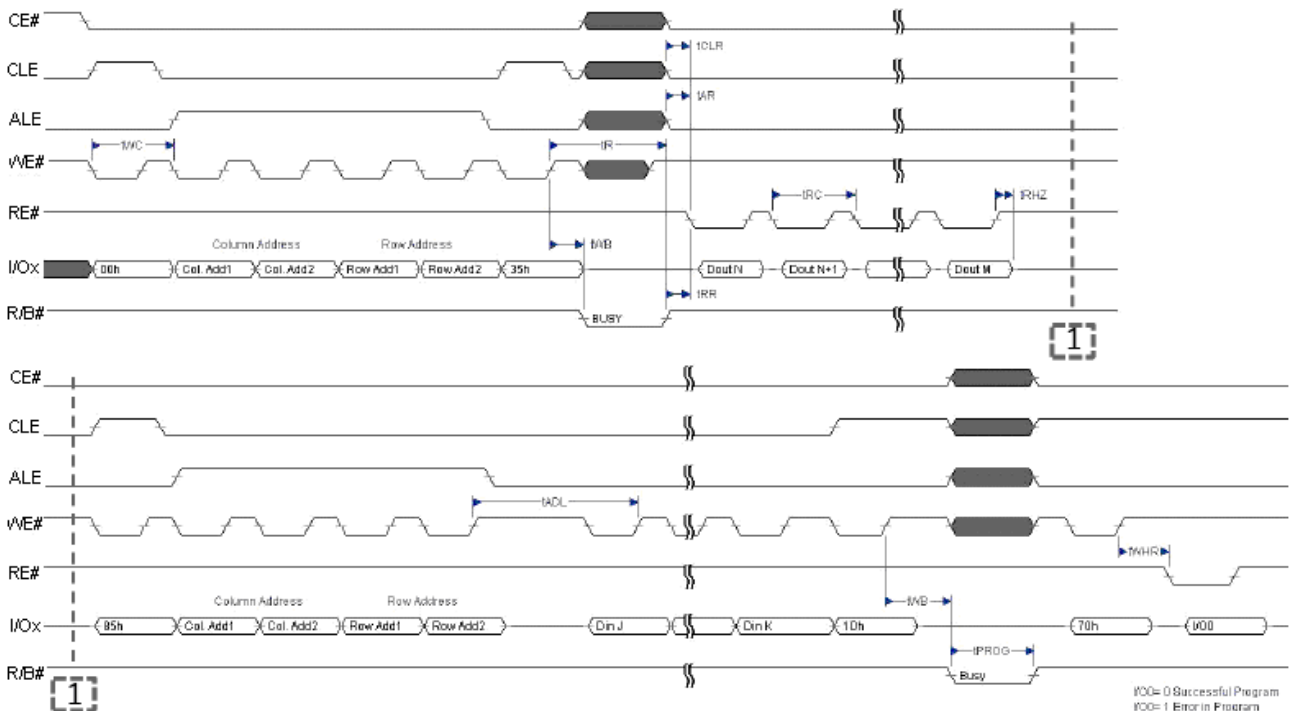 CE#
tCLR
CLE
tAR
ALE
tWC
tR
WE#
tRC
tRHZ
RE#
Column Address Row Address
tWB
I/Ox 00h Col. Add1 Col. Add2 Row Add1 Row Add2 35h Dout N Dout N+1 Dout M
tRR
R/B# BUSY
1
CE#
CLE
ALE
tADL
WE#
tWHR
RE#
Column Address Row Address
tWB
I/Ox 85h Col. Add1 Col. Add2 Row Add1 Row Add2 Din J Din K 10h 70h I/O0
tPROG
R/B# Busy
1
I/O0= 0 Successful Program
I/O0= 1 Error in Program